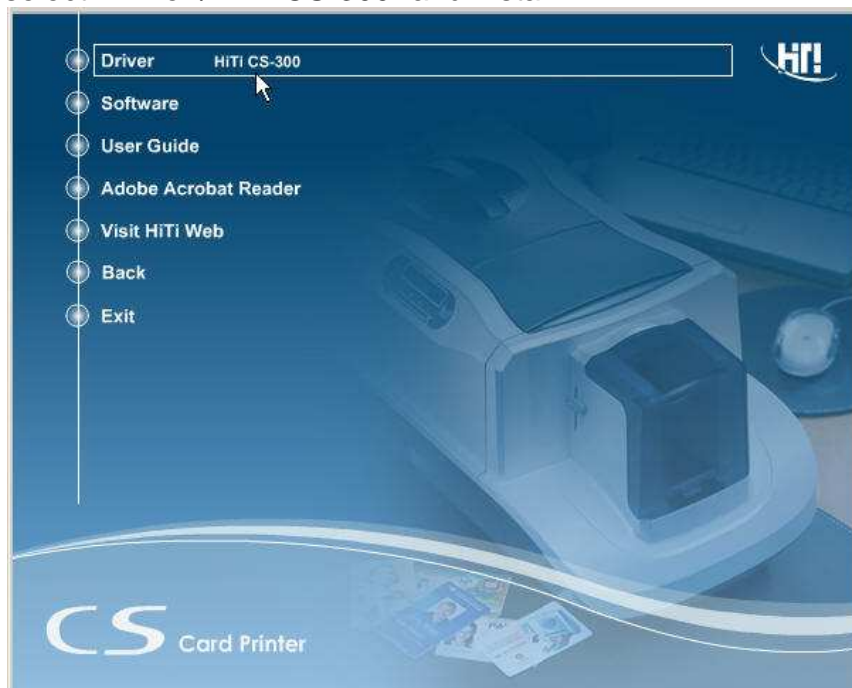 Driver HiTi CS-300
HiTi
Software
User Guide
Adobe Acrobat Reader
Visit HiTi Web
Back
Exit
CS Card Printer